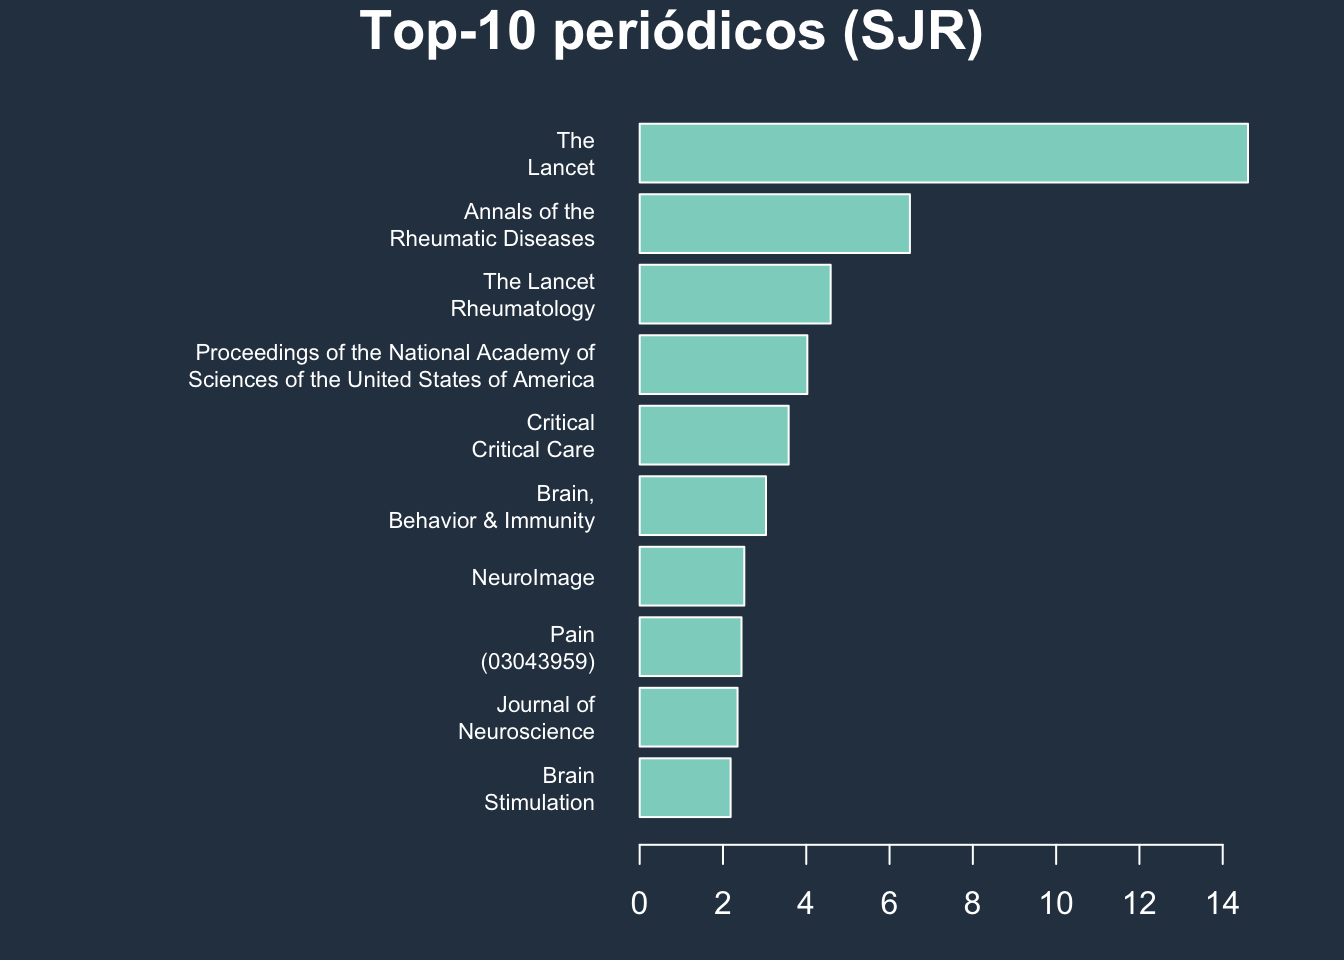 Top-10 periódicos (SJR)
The
Lancet
Annals of the
Rheumatic Diseases
The Lancet
Rheumatology
Proceedings of the National Academy of
Sciences of the United States of America
Critical
Critical Care
Brain,
Behavior & Immunity
NeuroImage
Pain
(03043959)
Journal of
Neuroscience
Brain
Stimulation
0 2 4 6 8 10 12 14